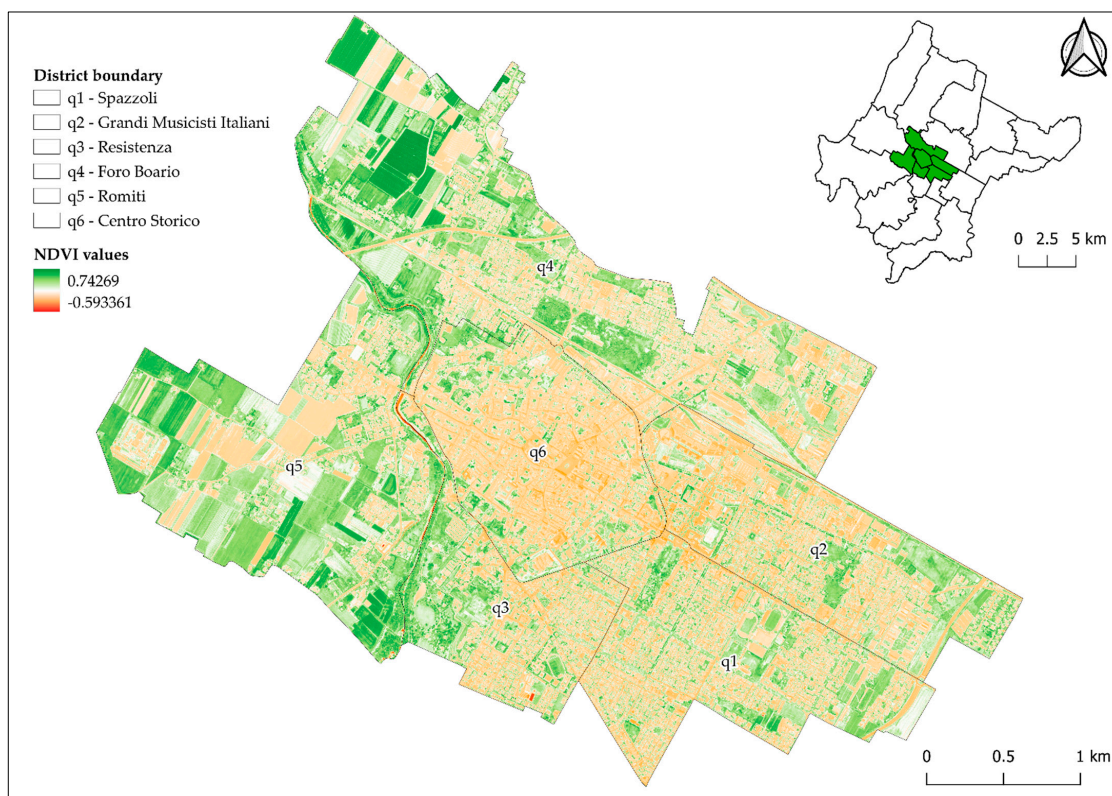 District boundary
q1 - Spazzoli
q2 - Grandi Musicisti Italiani
q3 - Resistenza
q4 - Foro Boario
q5 - Romiti
q6 - Centro Storico
NDVI values
0.74269
-0.593361
0 2.5 5 km
q4
q6
q5
q2
q3
q1
0 0.5 1 km